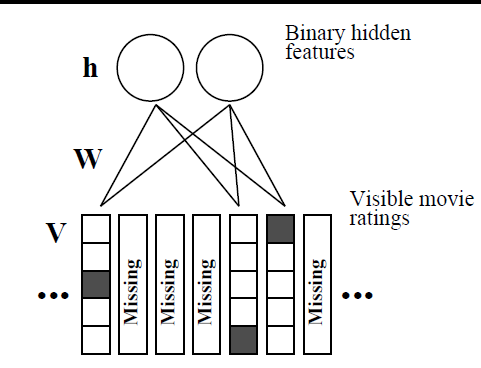 Binary hidden
features
h
W
Visible movie
ratings
V
...
Missing
Missing
Missing
Missing
...